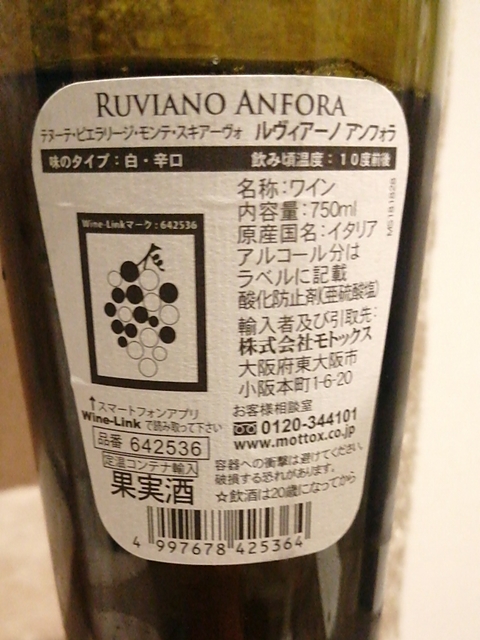 RUVIANO ANFORA
テヌーテ・ピエラリージ・モンテ・スキアーヴォ ルヴィアーノ アンフォラ
味のタイプ：白・辛口 飲み頃温度：10度前後
Wine-Linkマーク：642536
名称：ワイン
内容量：750ml
原産国名：イタリア
アルコール分は
ラベルに記載
酸化防止剤(亜硫酸塩)
輸入者及び引取先：
株式会社モトックス
大阪府東大阪市
小阪本町1-6-20
↑スマートフォンアプリ
Wine-Linkで読み取って下さい
品番 642536
定温コンテナ輸入
果実酒
お客様相談室
0120-344101
www.mottox.co.jp
容器への衝撃は避けてください。
破損する恐れがあります。
☆飲酒は20歳になってから
4 997678 425364